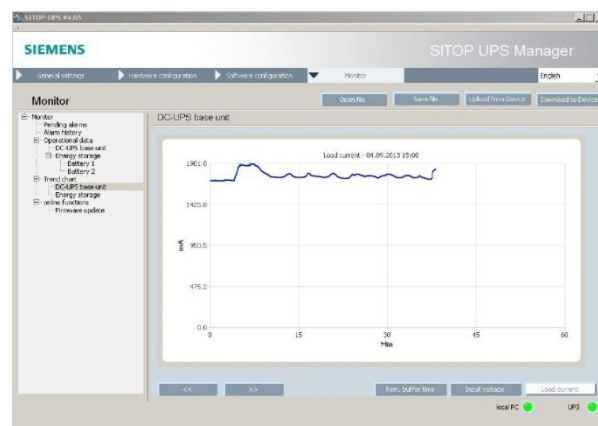 SITOP-UPS V4.05
SIEMENS
SITOP UPS Manager
General settings
Hardware configuration
Software configuration
Monitor
English
Monitor
Open file
Save file
Upload from Device
Download to Device
Monitor
Pending alarms
Alarm history
Operational data
DC-UPS base unit
Energy storage
Battery 1
Battery 2
Trend chart
DC-UPS base unit
Energy storage
online functions
Firmware update
DC-UPS base unit
Load current - 04.09.2013 15:00
1901.0
1425.8
950.5
475.2
0.0
mA
0
15
30
45
60
Min
<<
>>
Rem. buffer time
Input voltage
Load current
local PC
UPS